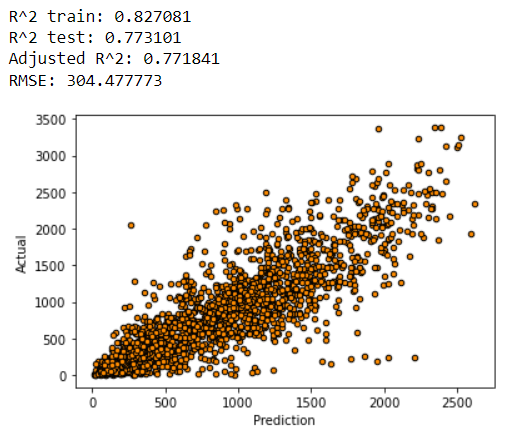 R^2 train: 0.827081
R^2 test: 0.773101
Adjusted R^2: 0.771841
RMSE: 304.477773
3500
3000
2500
2000
1500
1000
500
0
Actual
0 500 1000 1500 2000 2500
Prediction